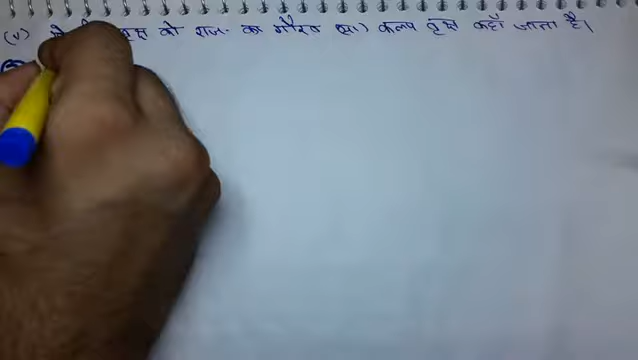 (v) वृक्ष को राज. का गौरव (या) कल्प वृक्ष कहाँ जाता है।